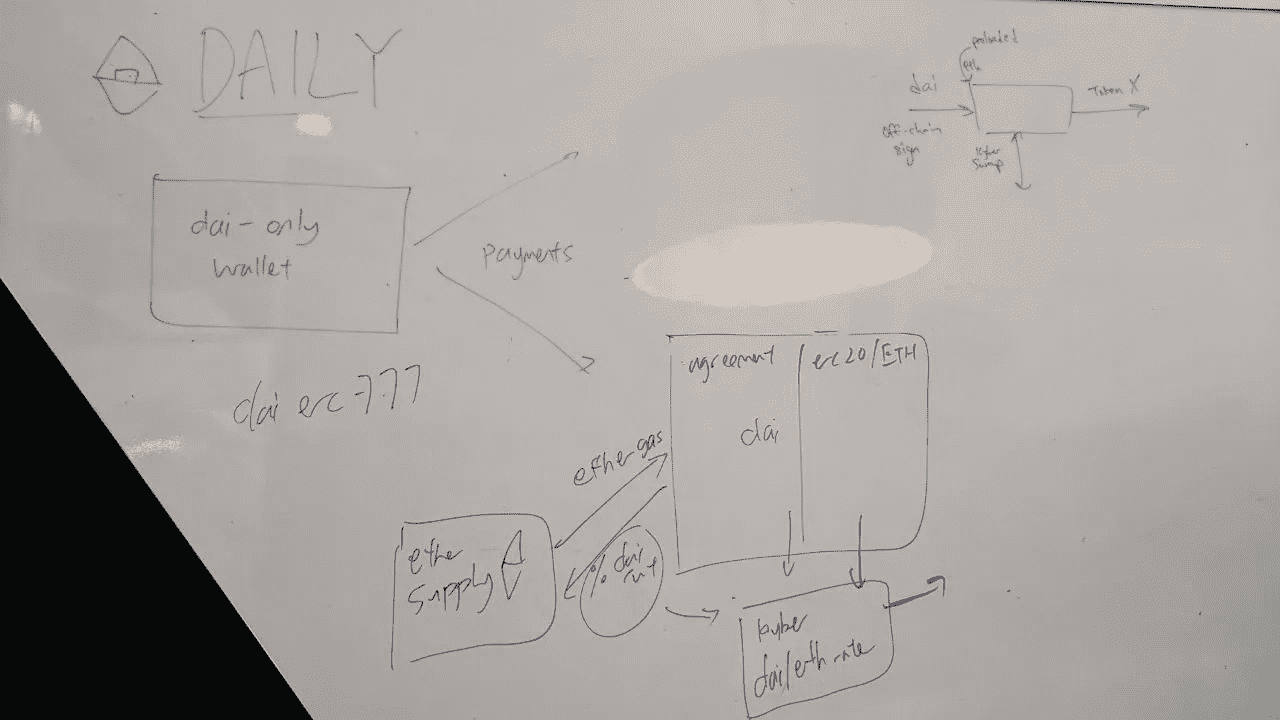 DAILY
dai-only
wallet
payments
dai erc-777
preloaded
eth
dai
off-chain
sign
kyber
swap
Token X
agreement
erc20/ETH
dai
ether gas
ether
supply
% dai
cut
kyber
dai/eth rate